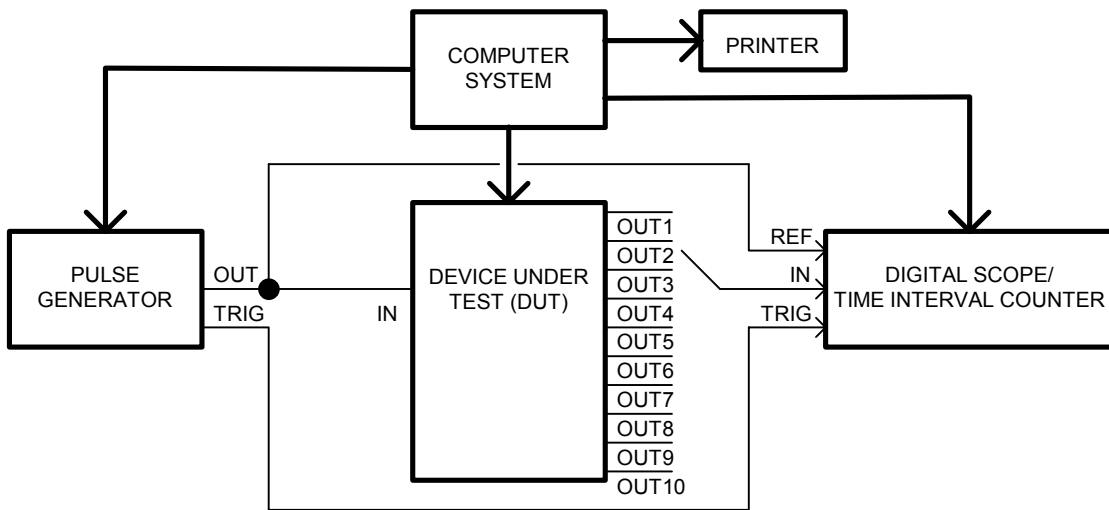 COMPUTER
SYSTEM
PRINTER
PULSE
GENERATOR
OUT
TRIG
IN
DEVICE UNDER
TEST (DUT)
OUT1
OUT2
OUT3
OUT4
OUT5
OUT6
OUT7
OUT8
OUT9
OUT10
REF
IN
TRIG
DIGITAL SCOPE/
TIME INTERVAL COUNTER